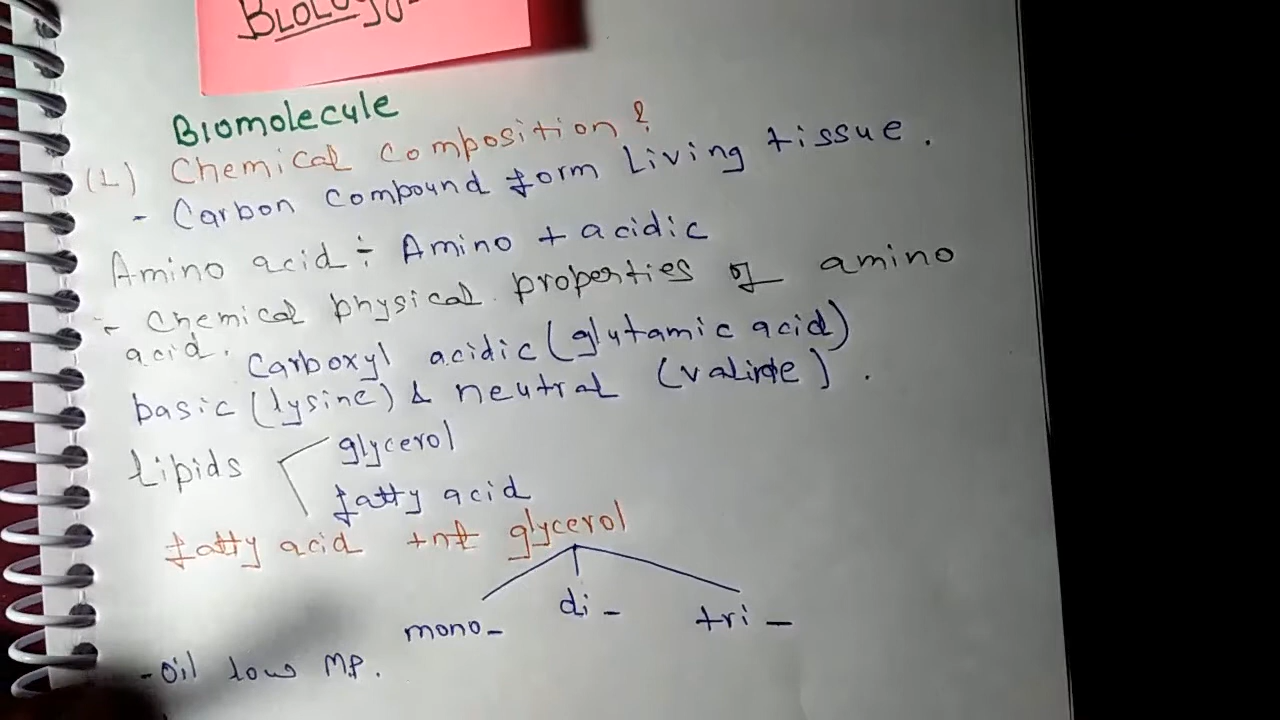 BIOLOgy
Biomolecule
(1) Chemical composition?
- Carbon compound form Living tissue.
Amino acid ÷ Amino + acidic
- chemical physical properties of amino
acid. carboxyl acidic (glutamic acid)
basic (lysine) & neutral (valine).
lipids glycerol
fatty acid
fatty acid glycerol
mono- di- tri-
- Oil low M.P.